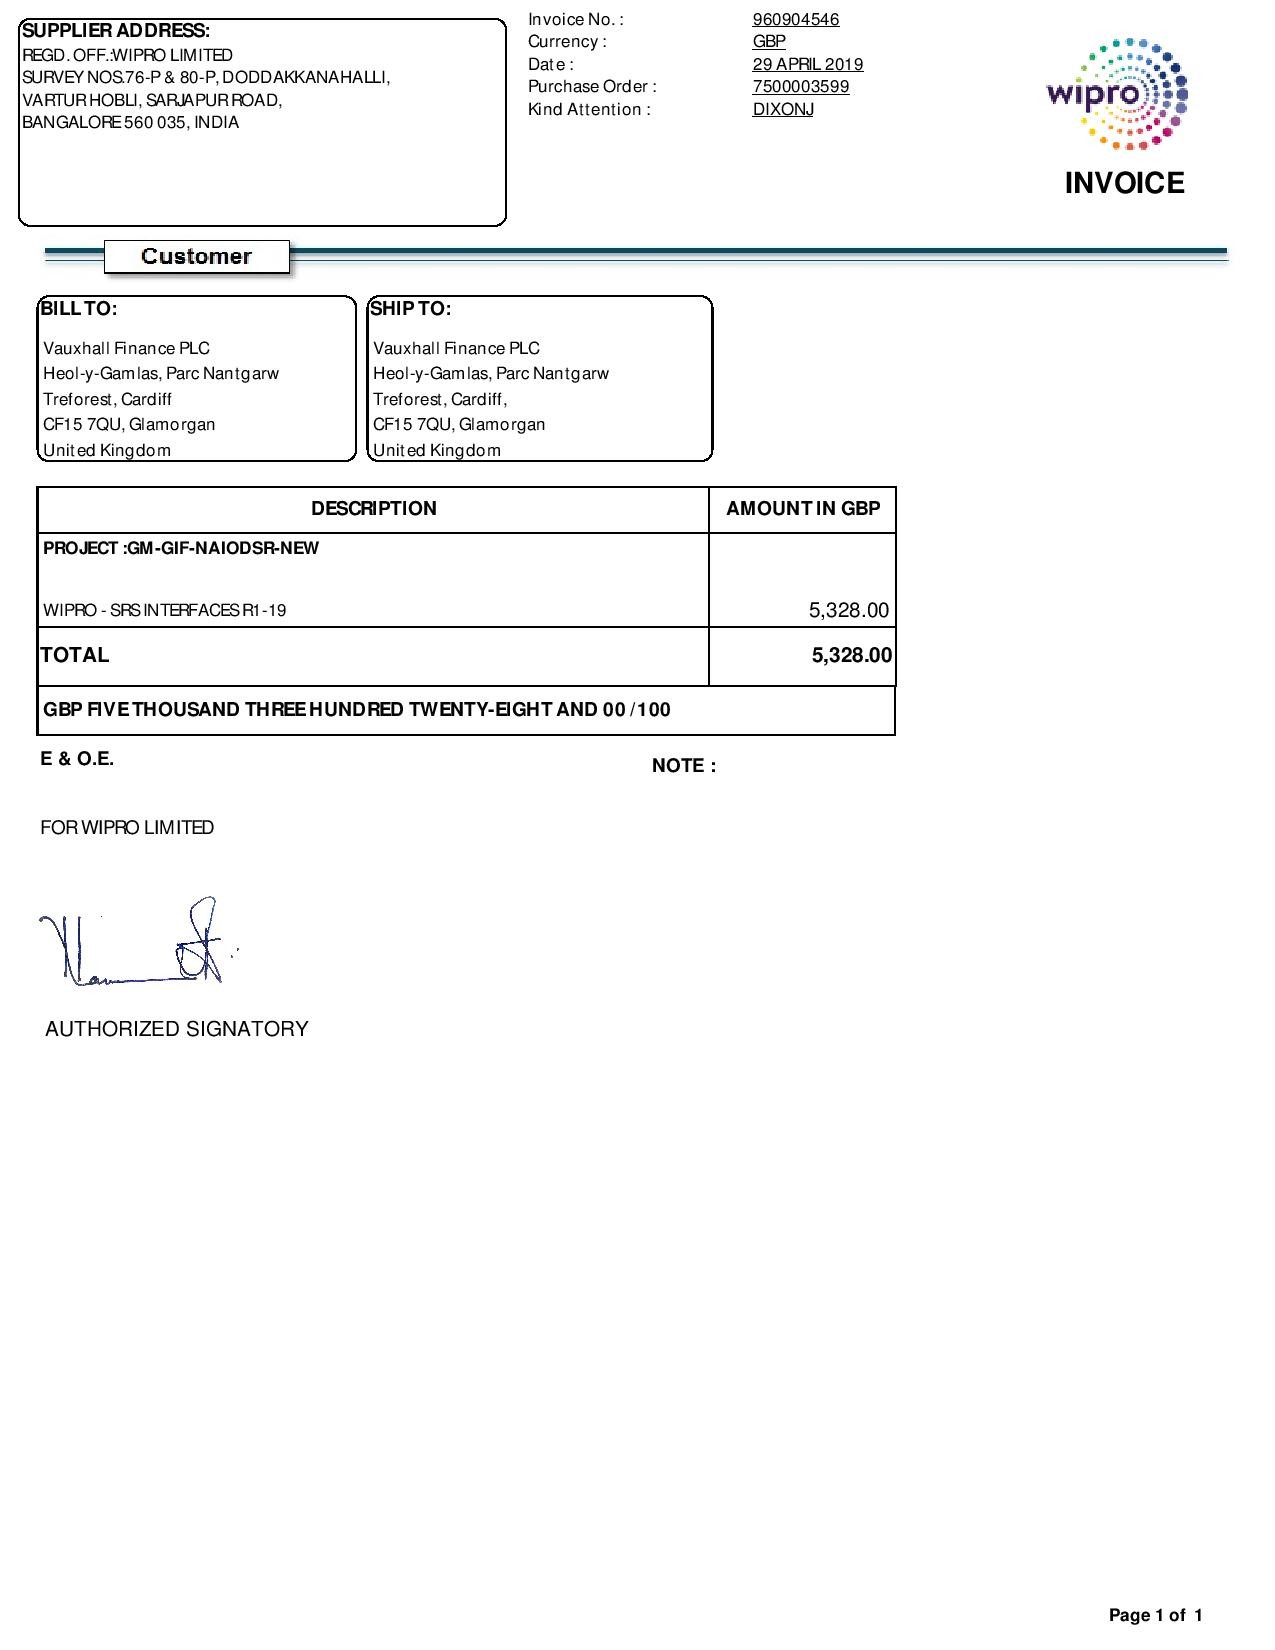 SUPPLIER ADDRESS:
REGD. OFF.:WIPRO LIMITED
SURVEY NOS.76-P & 80-P, DODDAKKANAHALLI,
VARTUR HOBLI, SARJAPUR ROAD,
BANGALORE 560 035, INDIA
Invoice No. : 960904546
Currency : GBP
Date : 29 APRIL 2019
Purchase Order : 7500003599
Kind Attention : DIXONJ
wipro
INVOICE
Customer
BILL TO:
Vauxhall Finance PLC
Heol-y-Gamlas, Parc Nantgarw
Treforest, Cardiff
CF15 7QU, Glamorgan
United Kingdom
SHIP TO:
Vauxhall Finance PLC
Heol-y-Gamlas, Parc Nantgarw
Treforest, Cardiff,
CF15 7QU, Glamorgan
United Kingdom
DESCRIPTION AMOUNT IN GBP
PROJECT :GM-GIF-NAIODSR-NEW
WIPRO - SRS INTERFACES R1-19 5,328.00
TOTAL 5,328.00
GBP FIVE THOUSAND THREE HUNDRED TWENTY-EIGHT AND 00 /100
E & O.E.
NOTE :
FOR WIPRO LIMITED
AUTHORIZED SIGNATORY
Page 1 of 1